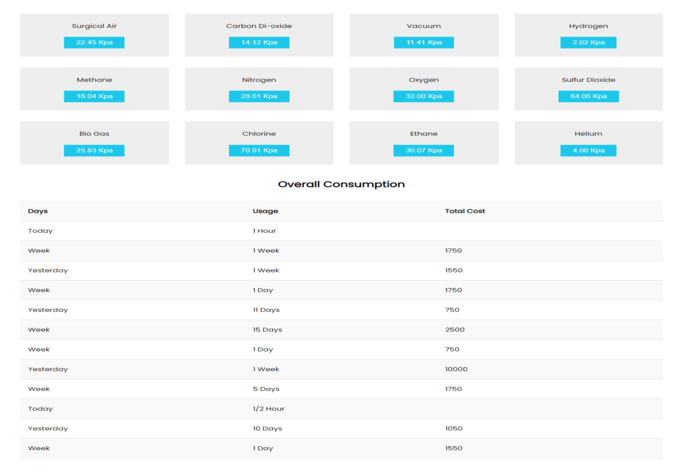 Surgical Air Carbon Di-oxide Vacuum Hydrogen
22.45 Kpa 14.12 Kpa 11.41 Kpa 2.02 Kpa
Methane Nitrogen Oxygen Sulfur Dioxide
16.04 Kpa 28.01 Kpa 32.00 Kpa 64.06 Kpa
Bio Gas Chlorine Ethane Helium
25.83 Kpa 70.91 Kpa 30.07 Kpa 4.00 Kpa
Overall Consumption
Days Usage Total Cost
Today 1 Hour
Week 1 Week 1750
Yesterday 1 Week 1550
Week 1 Day 1750
Yesterday 11 Days 750
Week 15 Days 2500
Week 1 Day 750
Yesterday 1 Week 10000
Week 5 Days 1750
Today 1/2 Hour
Yesterday 10 Days 1050
Week 1 Day 1550